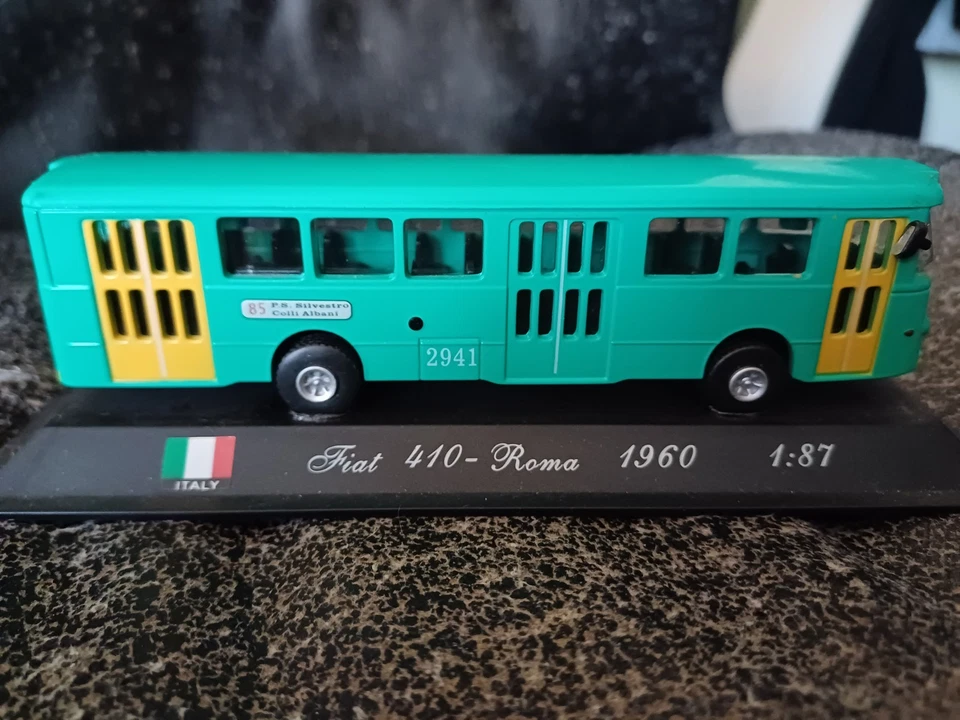 85 P.S. Silvestro
Colli Albani
2941
ITALY
Fiat 410-Roma 1960 1:87